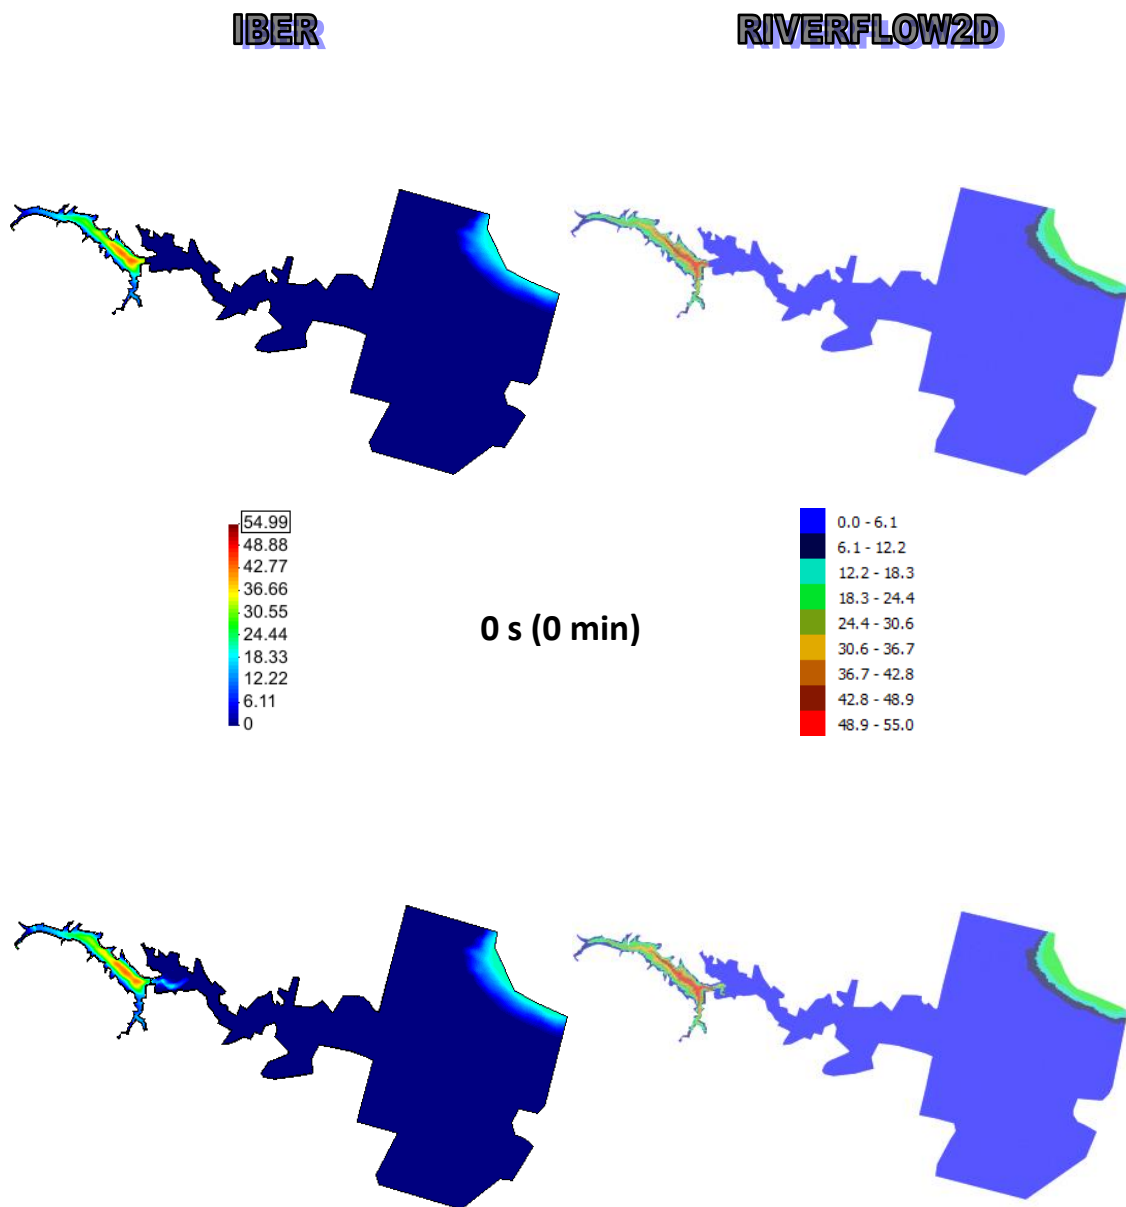 IBER
RIVERFLOW2D
54.99
48.88
42.77
36.66
30.55
24.44
18.33
12.22
6.11
0
0 s (0 min)
0.0 - 6.1
6.1 - 12.2
12.2 - 18.3
18.3 - 24.4
24.4 - 30.6
30.6 - 36.7
36.7 - 42.8
42.8 - 48.9
48.9 - 55.0